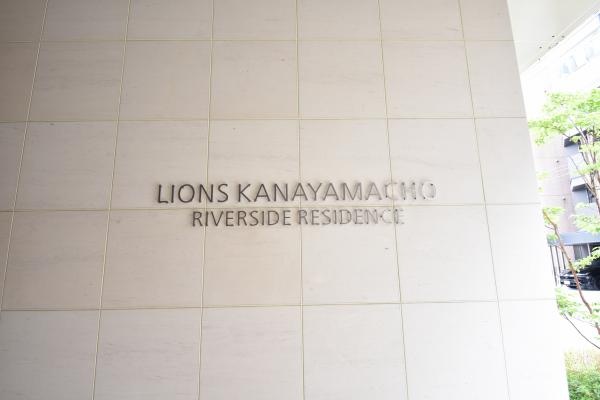 LIONS KANAYAMACHO
RIVERSIDE RESIDENCE